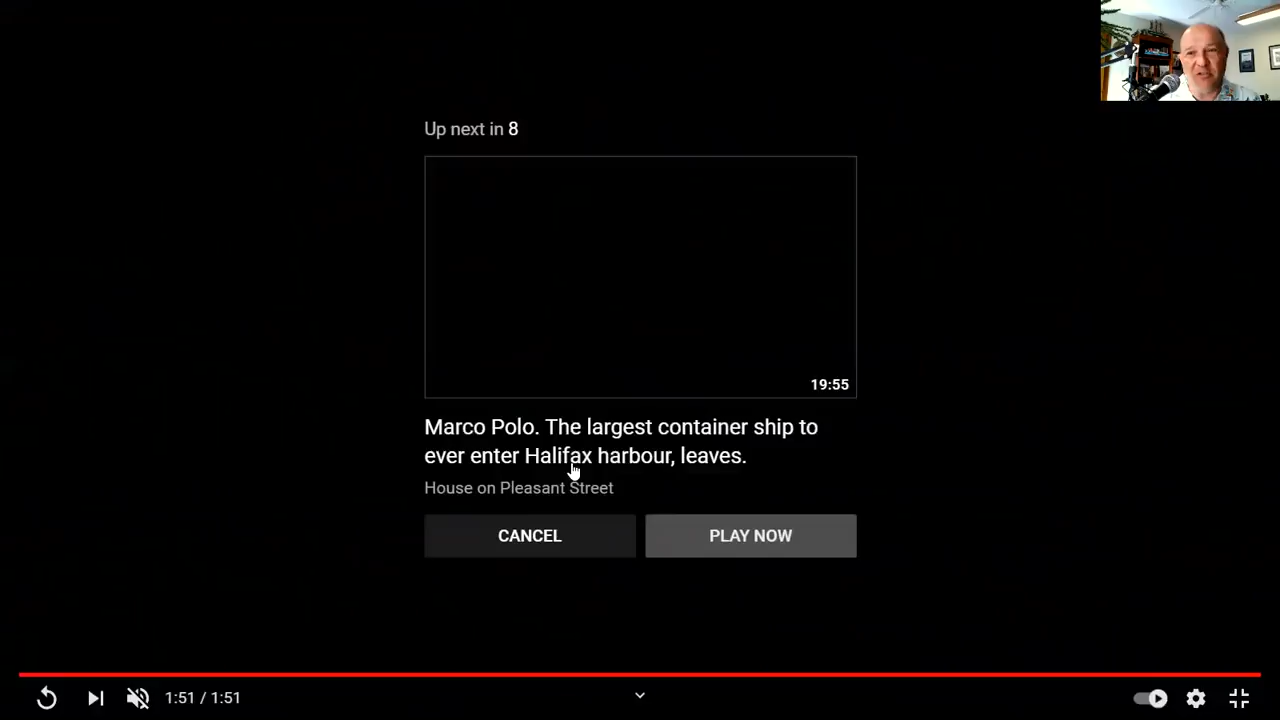 Up next in 8
19:55
Marco Polo. The largest container ship to
ever enter Halifax harbour, leaves.
House on Pleasant Street
CANCEL
PLAY NOW
1:51 / 1:51